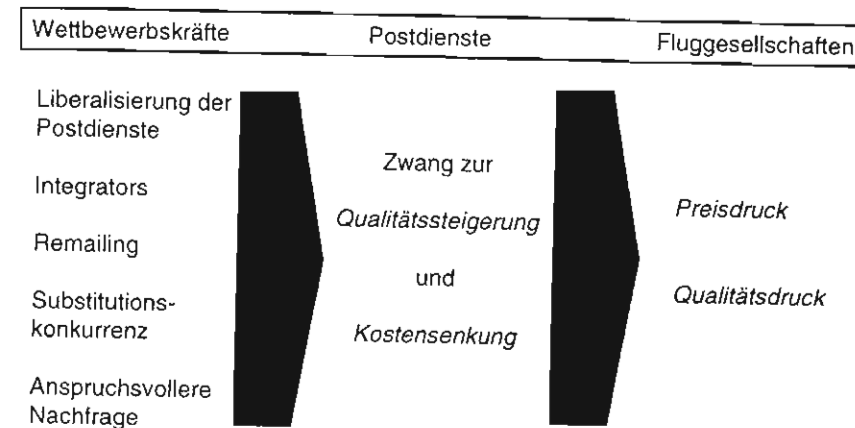 Wettbewerbskräfte Postdienste Fluggesellschaften
Liberalisierung der
Postdienste
Integrators
Remailing
Substitutions-
konkurrenz
Anspruchsvollere
Nachfrage
Zwang zur
Qualitätssteigerung
und
Kostensenkung
Preisdruck
Qualitätsdruck